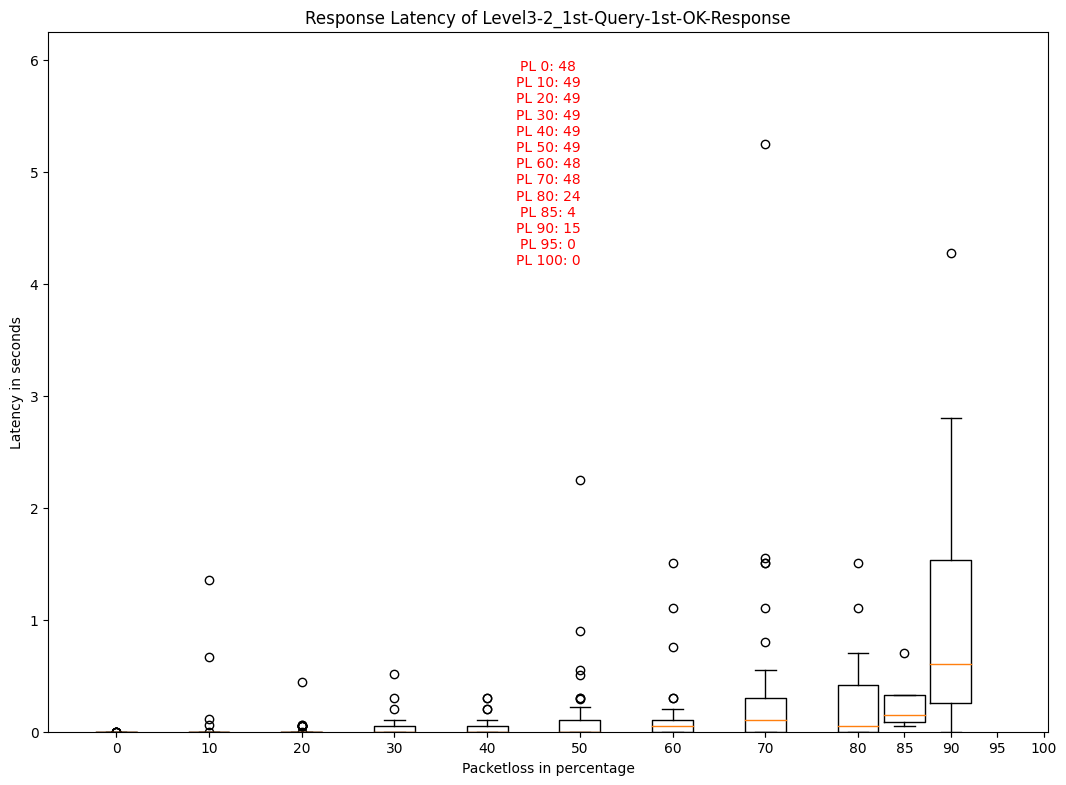 Response Latency of Level3-2_1st-Query-1st-OK-Response
6
PL 0: 48
PL 10: 49
PL 20: 49
PL 30: 49
PL 40: 49
PL 50: 49
PL 60: 48
PL 70: 48
PL 80: 24
PL 85: 4
PL 90: 15
PL 95: 0
PL 100: 0
5
4
3
2
1
0
Latency in seconds
0 10 20 30 40 50 60 70 80 85 90 95 100
Packetloss in percentage